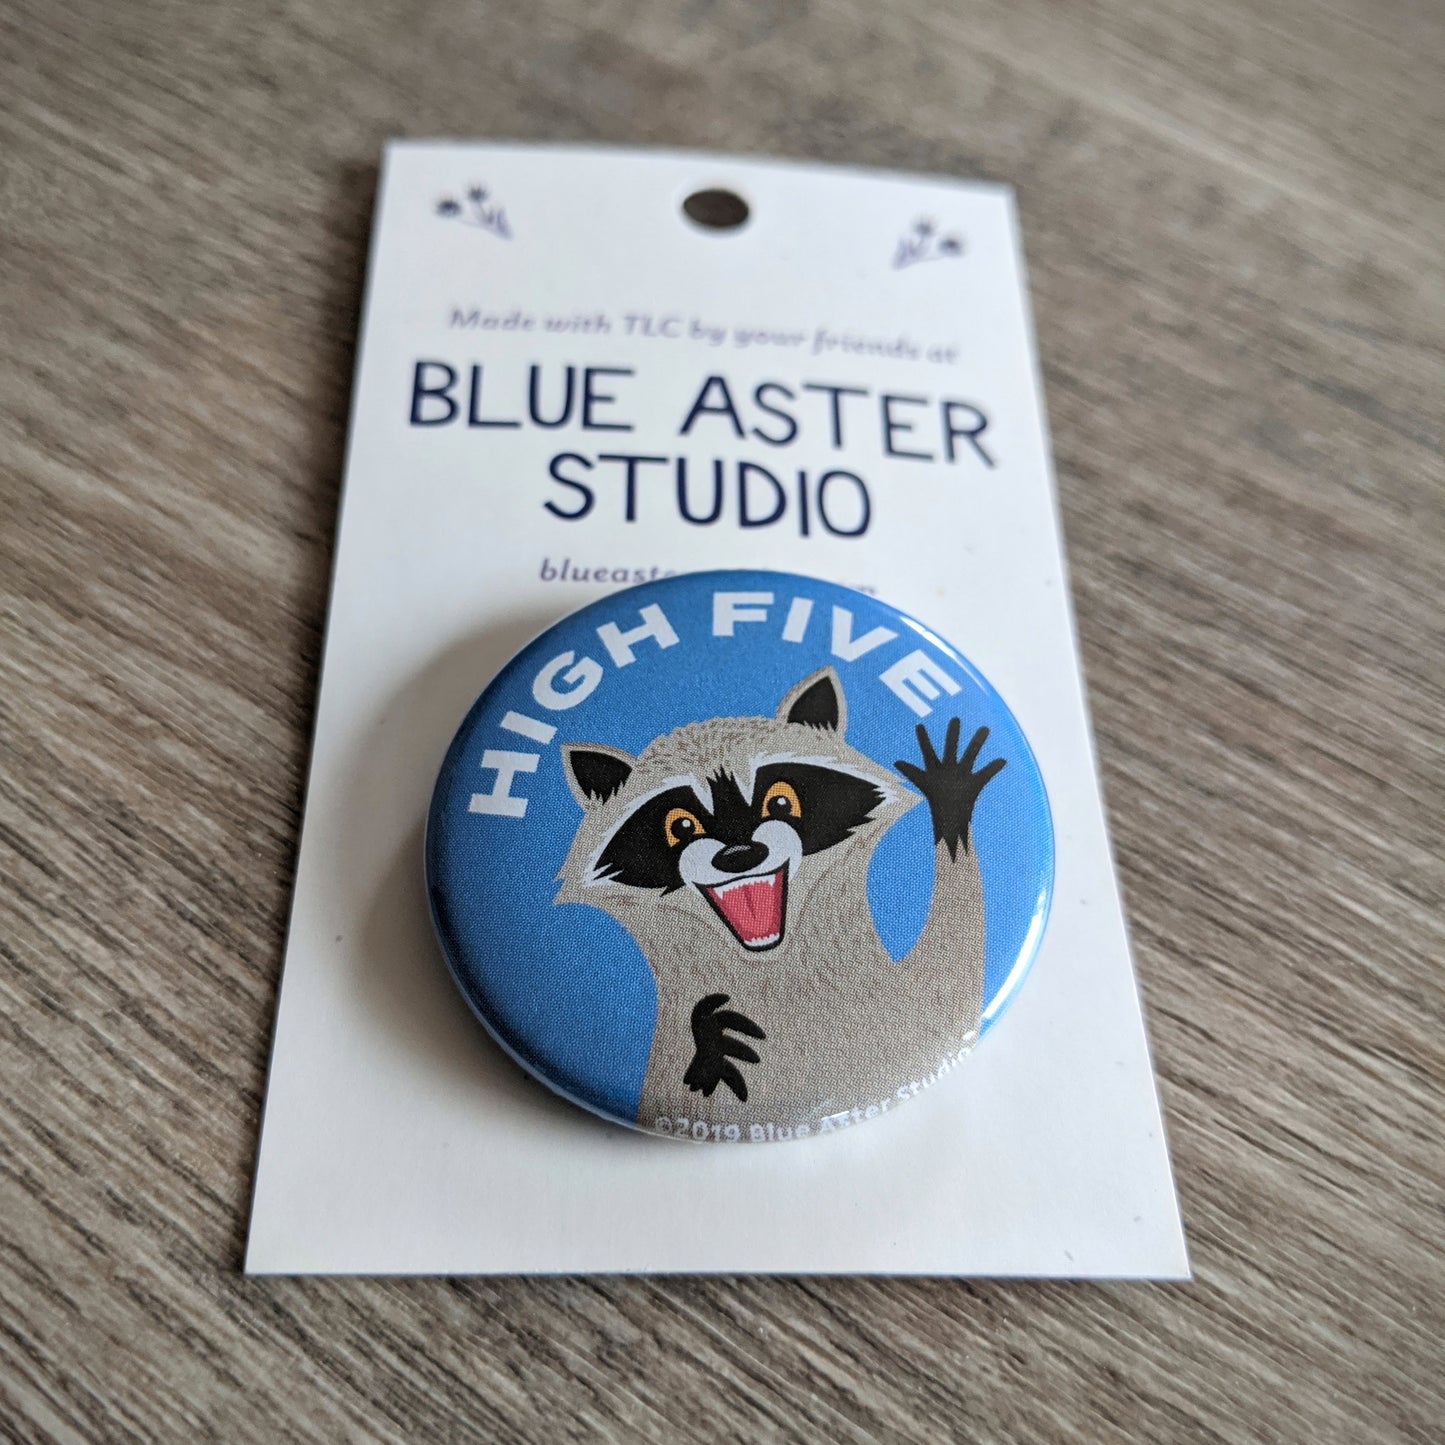 Made with TLC by your friends at
BLUE ASTER
STUDIO
HIGH FIVE
©2019 Blue Aster Studio